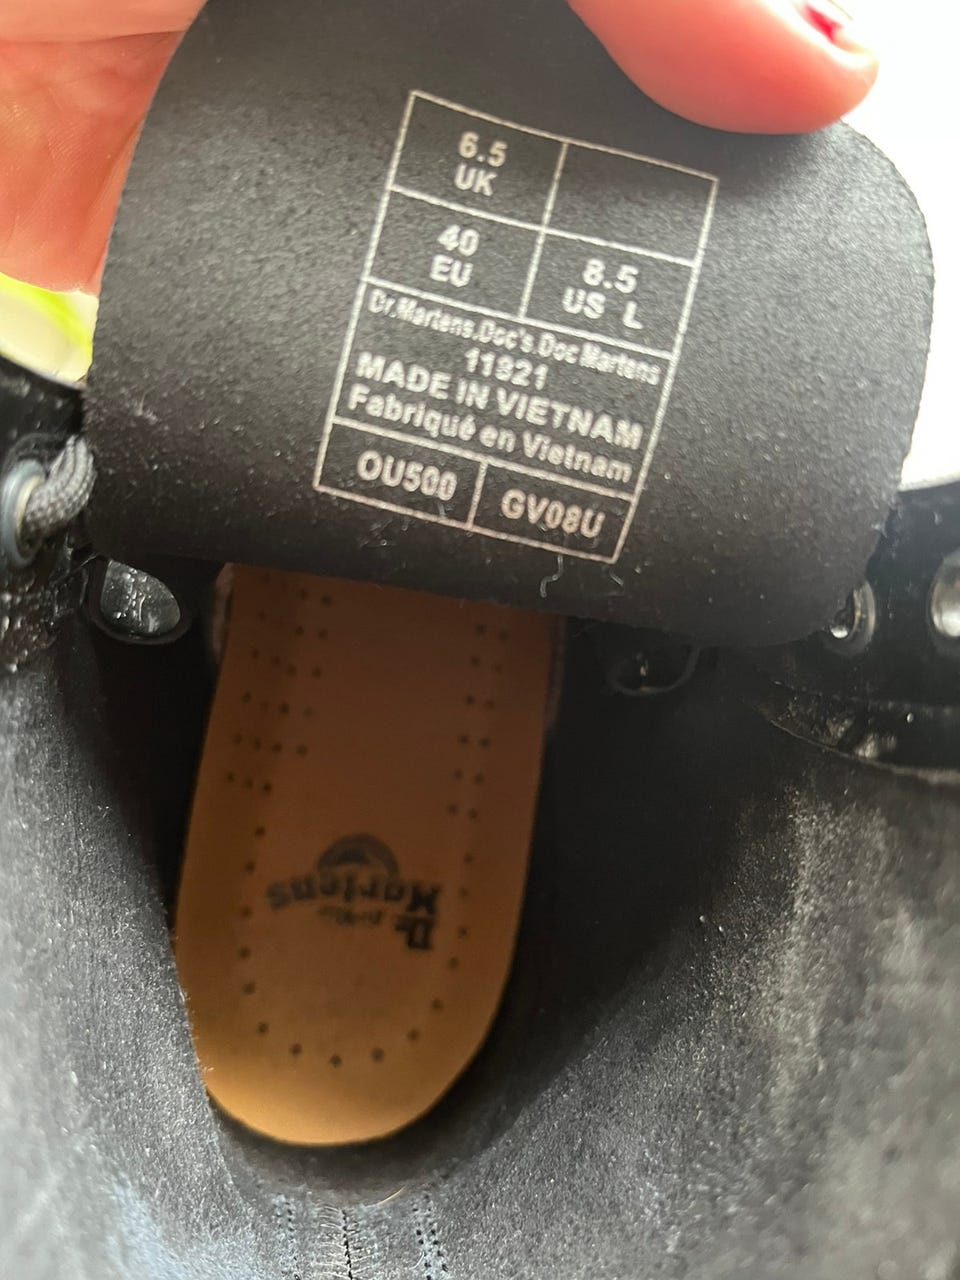 6.5
UK
40
EU
8.5
US L
Dr.Martens.Doc's.Doc Martens
11821
MADE IN VIETNAM
Fabriqué en Vietnam
OU500
GV08U
Dr.
Martens